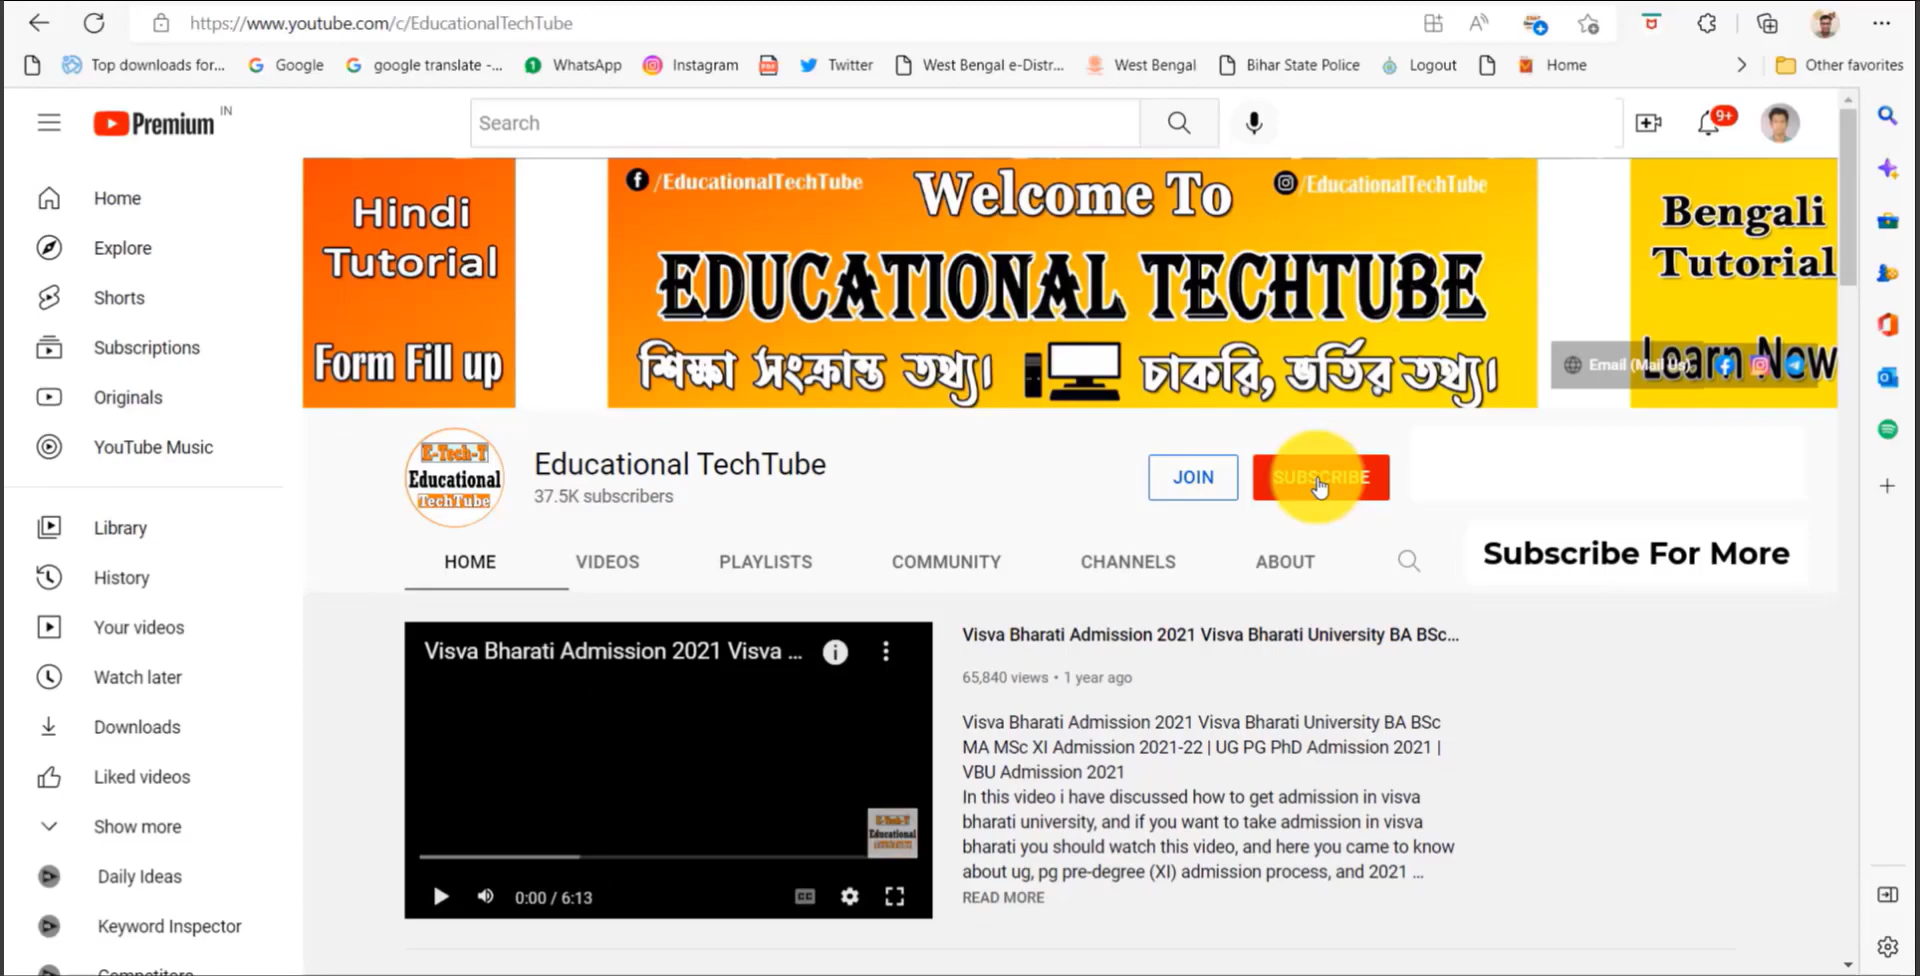 https://www.youtube.com/c/EducationalTechTube
Top downloads for...
Google
google translate -...
WhatsApp
Instagram
Twitter
West Bengal e-Distr...
West Bengal
Bihar State Police
Logout
Home
Other favorites
Premium IN
Search
9+
Home
Explore
Shorts
Subscriptions
Originals
YouTube Music
Library
History
Your videos
Watch later
Downloads
Liked videos
Show more
Daily Ideas
Keyword Inspector
Competitors
Hindi
Tutorial
Form Fill up
/EducationalTechTube
Welcome To
/EducationalTechTube
EDUCATIONAL TECHTUBE
শিক্ষা সংক্রান্ত তথ্য।
চাকরি, ভর্তির তথ্য।
Bengali
Tutorial
Learn Now
Email (Mail Us)
E-Tech-T
Educational
TechTube
Educational TechTube
37.5K subscribers
JOIN
SUBSCRIBE
HOME
VIDEOS
PLAYLISTS
COMMUNITY
CHANNELS
ABOUT
Subscribe For More
Visva Bharati Admission 2021 Visva ...
E-Tech-T
Educational
0:00 / 6:13
CC
Visva Bharati Admission 2021 Visva Bharati University BA BSc...
65,840 views • 1 year ago
Visva Bharati Admission 2021 Visva Bharati University BA BSc
MA MSc XI Admission 2021-22 | UG PG PhD Admission 2021 |
VBU Admission 2021
In this video i have discussed how to get admission in visva
bharati university, and if you want to take admission in visva
bharati you should watch this video, and here you came to know
about ug, pg pre-degree (XI) admission process, and 2021 ...
READ MORE